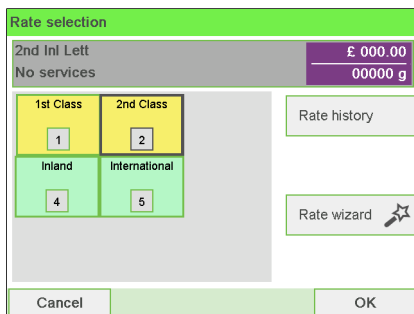 Rate selection
2nd Inl Lett
£ 000.00
No services
00000 g
1st Class
2nd Class
1
2
Rate history
Inland
International
4
5
Rate wizard
Cancel
OK